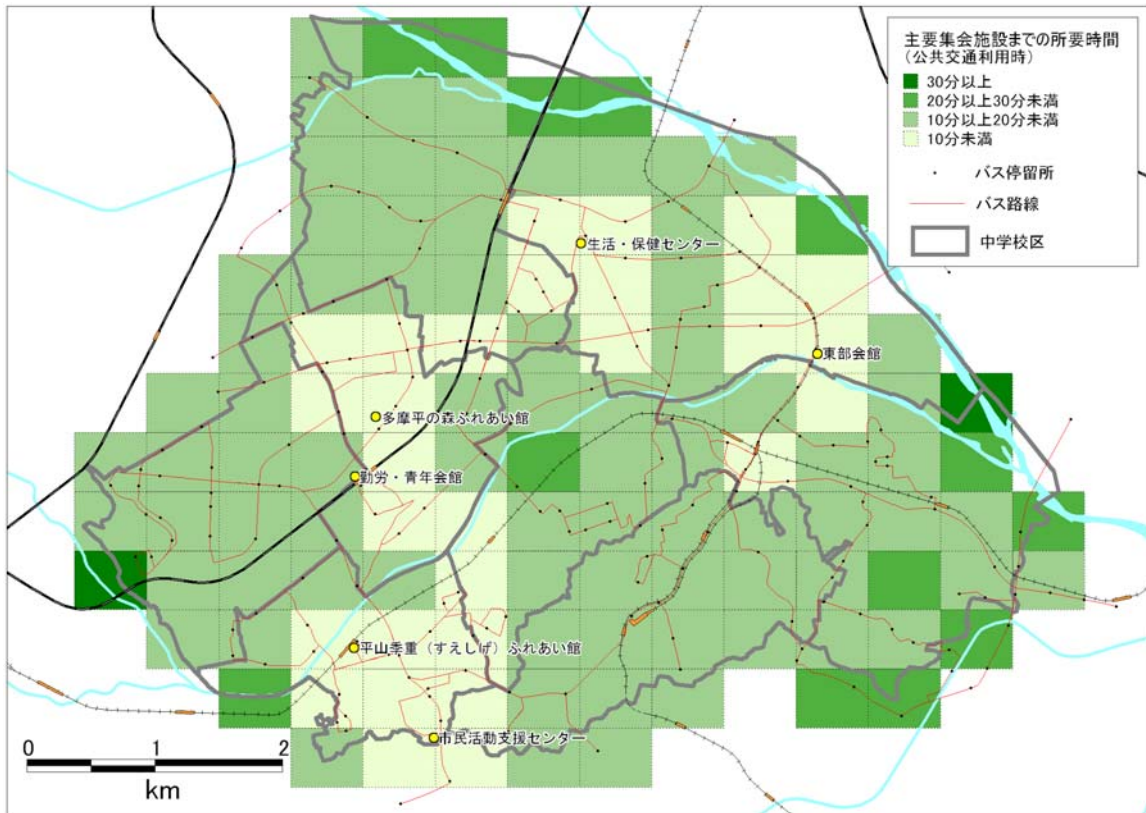 主要集会施設までの所要時間
(公共交通利用時)
30分以上
20分以上30分未満
10分以上20分未満
10分未満
バス停留所
バス路線
中学校区
生活・保健センター
東部会館
多摩平の森ふれあい館
勤労・青年会館
平山季重(すえしげ)ふれあい館
市民活動支援センター
0 1 2
km